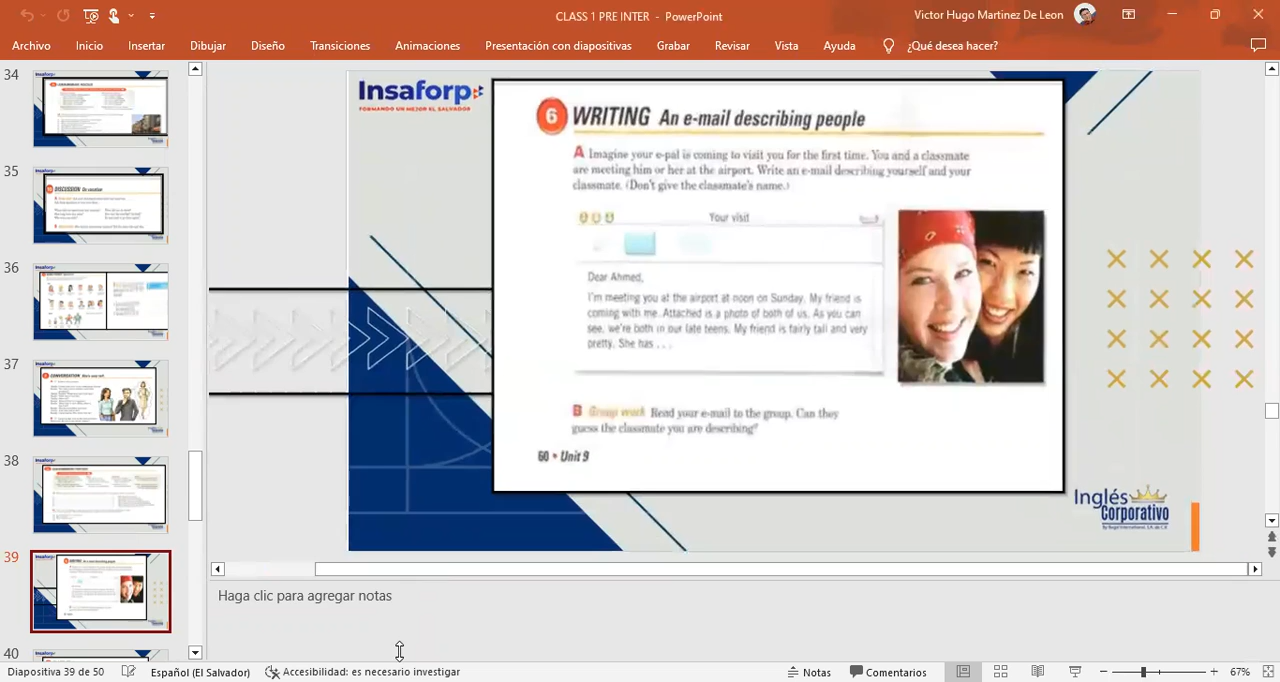 CLASS 1 PRE INTER - PowerPoint
Victor Hugo Martinez De Leon
Archivo Inicio Insertar Dibujar Diseño Transiciones Animaciones Presentación con diapositivas Grabar Revisar Vista Ayuda ¿Qué desea hacer?
34
35
36
37
38
39
40
Insaforp
FORMANDO UN MEJOR EL SALVADOR
6 WRITING An e-mail describing people
A Imagine your e-pal is coming to visit you for the first time. You and a classmate
are meeting him or her at the airport. Write an e-mail describing yourself and your
classmate. (Don't give the classmate's name.)
Your visit
Dear Ahmed,
I'm meeting you at the airport at noon on Sunday. My friend is
coming with me. Attached is a photo of both of us. As you can
see, we're both in our late teens. My friend is fairly tall and very
pretty. She has . . .
B Group work Read your e-mail to the group. Can they
guess the classmate you are describing?
60 • Unit 9
Inglés
Corporativo
Haga clic para agregar notas
Diapositiva 39 de 50 Español (El Salvador) Accesibilidad: es necesario investigar Notas Comentarios 67%